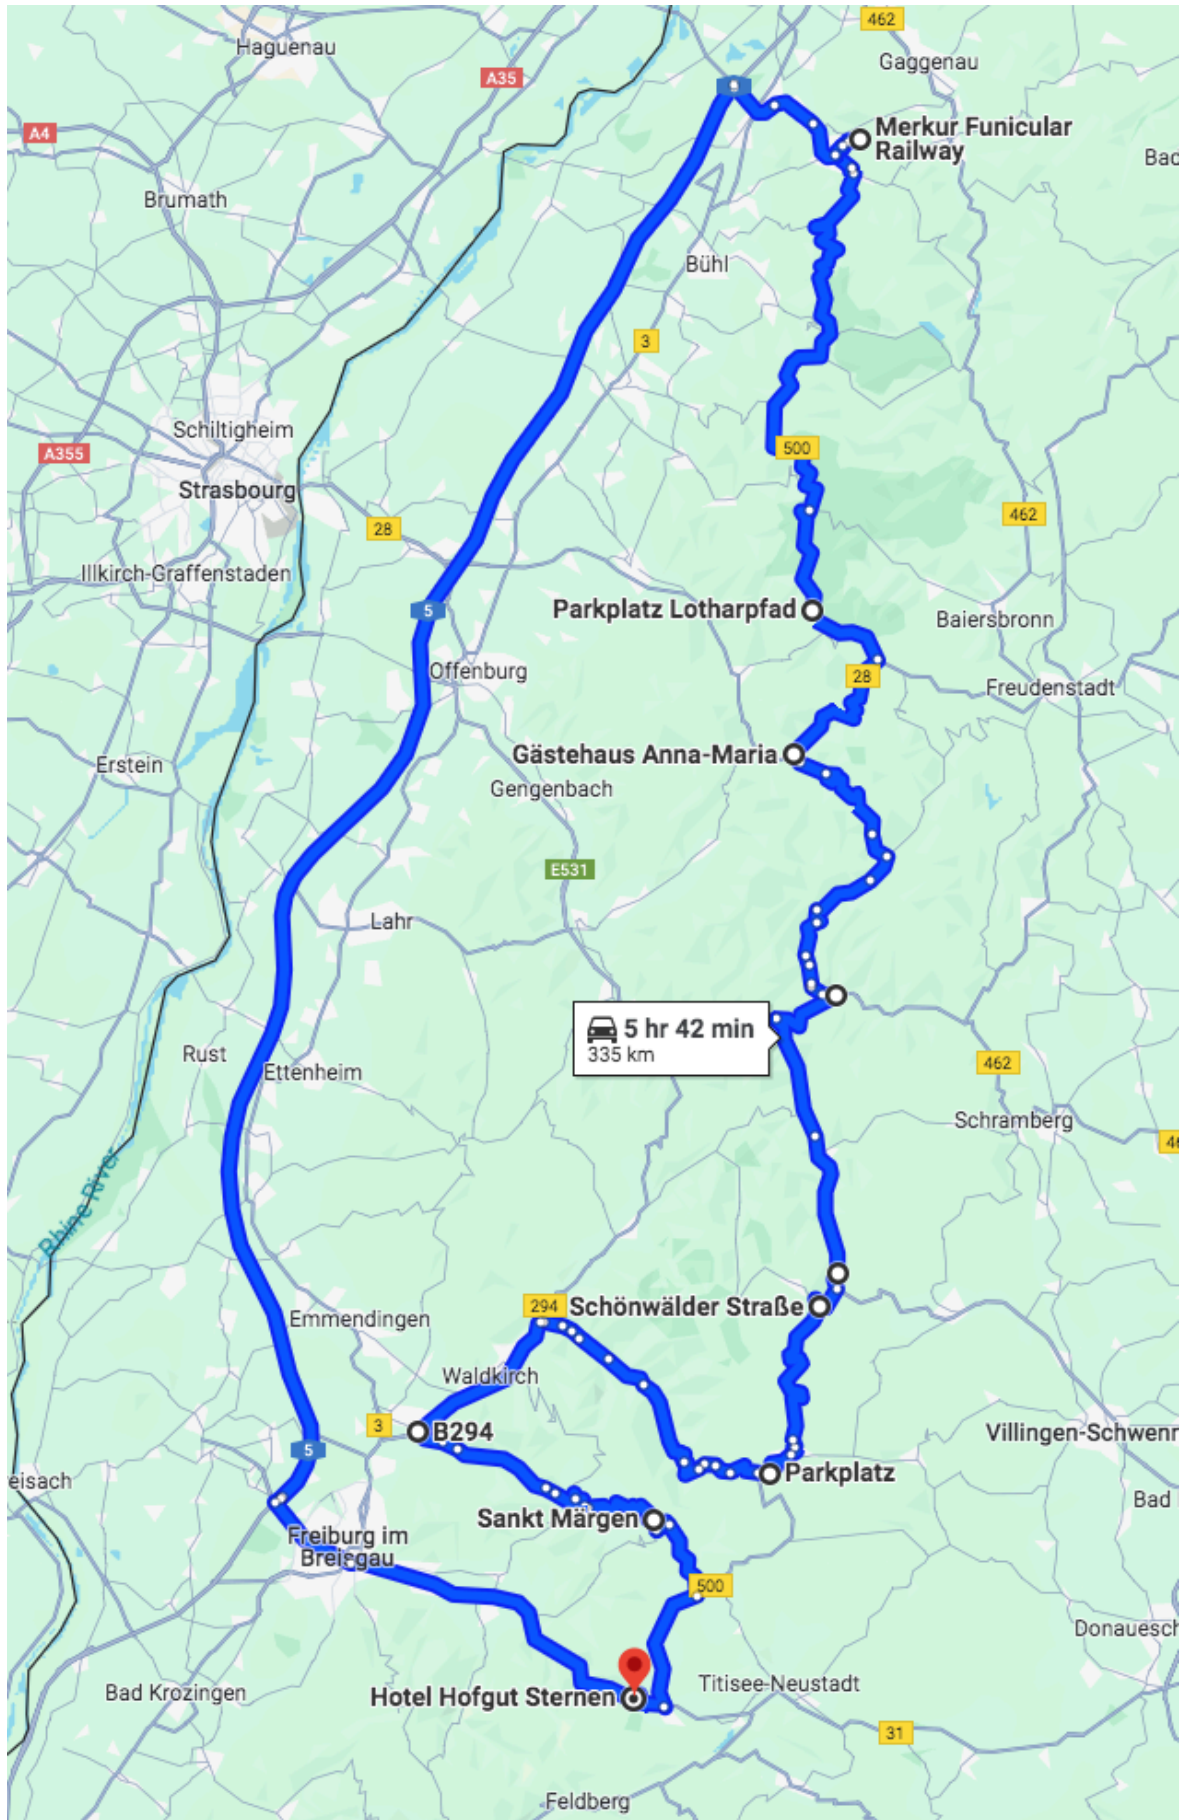 462
Haguenau
Gaggenau
A35
5
Merkur Funicular
Railway
A4
Bad
Brumath
Bühl
3
Schiltigheim
500
A355
Strasbourg
28
462
Illkirch-Graffenstaden
5
Parkplatz Lotharpfad
Baiersbronn
Offenburg
28
Freudenstadt
Gästehaus Anna-Maria
Erstein
Gengenbach
E531
Lahr
5 hr 42 min
335 km
Rust
Ettenheim
462
Schramberg
46
Rhine River
294
Schönwälder Straße
Emmendingen
Waldkirch
3
B294
Villingen-Schwenn
5
Parkplatz
eisach
Bad
Sankt Märgen
Freiburg im
Breisgau
500
Donauesch
Titisee-Neustadt
Bad Krozingen
Hotel Hofgut Sternen
31
Feldberg